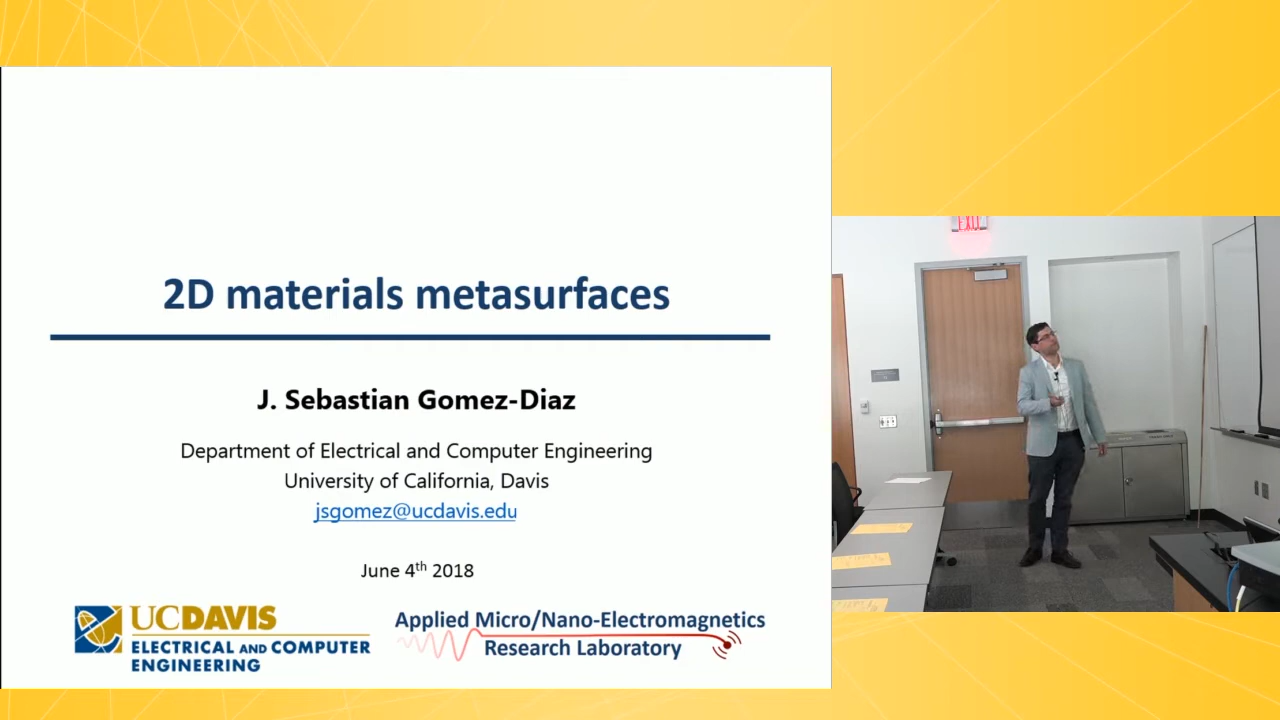 2D materials metasurfaces
J. Sebastian Gomez-Diaz
Department of Electrical and Computer Engineering
University of California, Davis
jsgomez@ucdavis.edu
June 4th 2018
UCDAVIS
ELECTRICAL AND COMPUTER
ENGINEERING
Applied Micro/Nano-Electromagnetics
Research Laboratory
EXIT